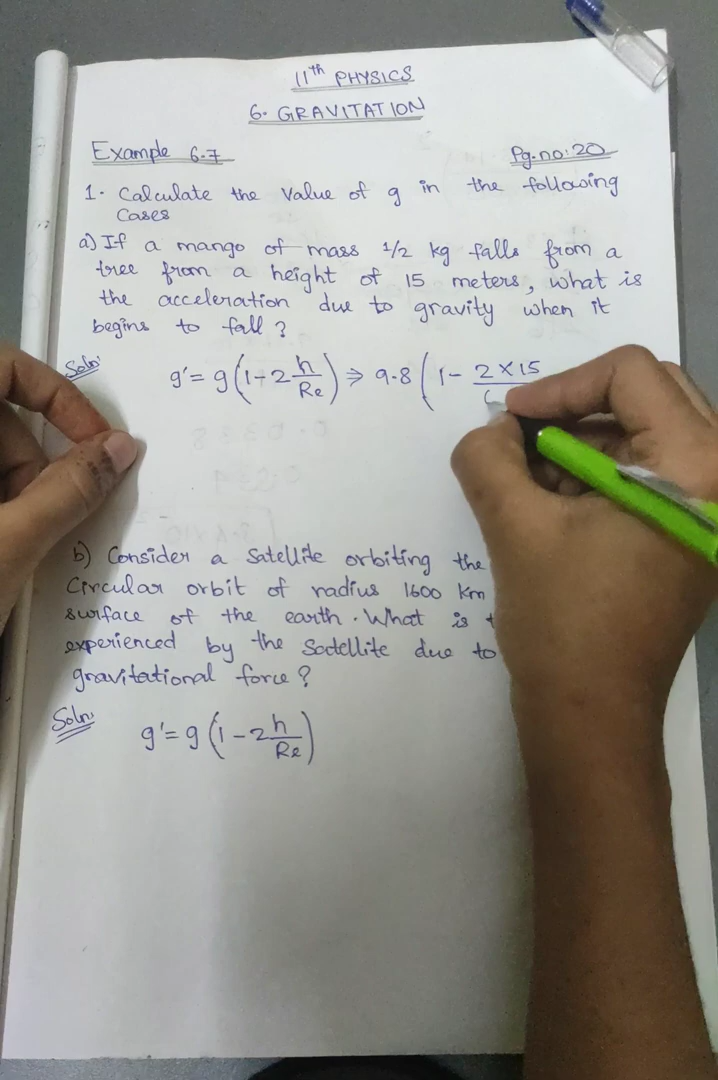 11th PHYSICS
6. GRAVITATION
Example 6.7
Pg.no:20
1. Calculate the Value of g in the following
Cases
a) If a mango of mass 1/2 kg falls from a
tree from a height of 15 meters, what is
the acceleration due to gravity when it
begins to fall?
Soln:
g'= g(1-2h/Re) ⇒ 9.8(1- 2×15/(
b) Consider a Satellite orbiting the
Circular orbit of radius 1600 Km
surface of the earth. What is
experienced by the Satellite due to
gravitational force?
Soln:
g'= g(1-2h/Re)